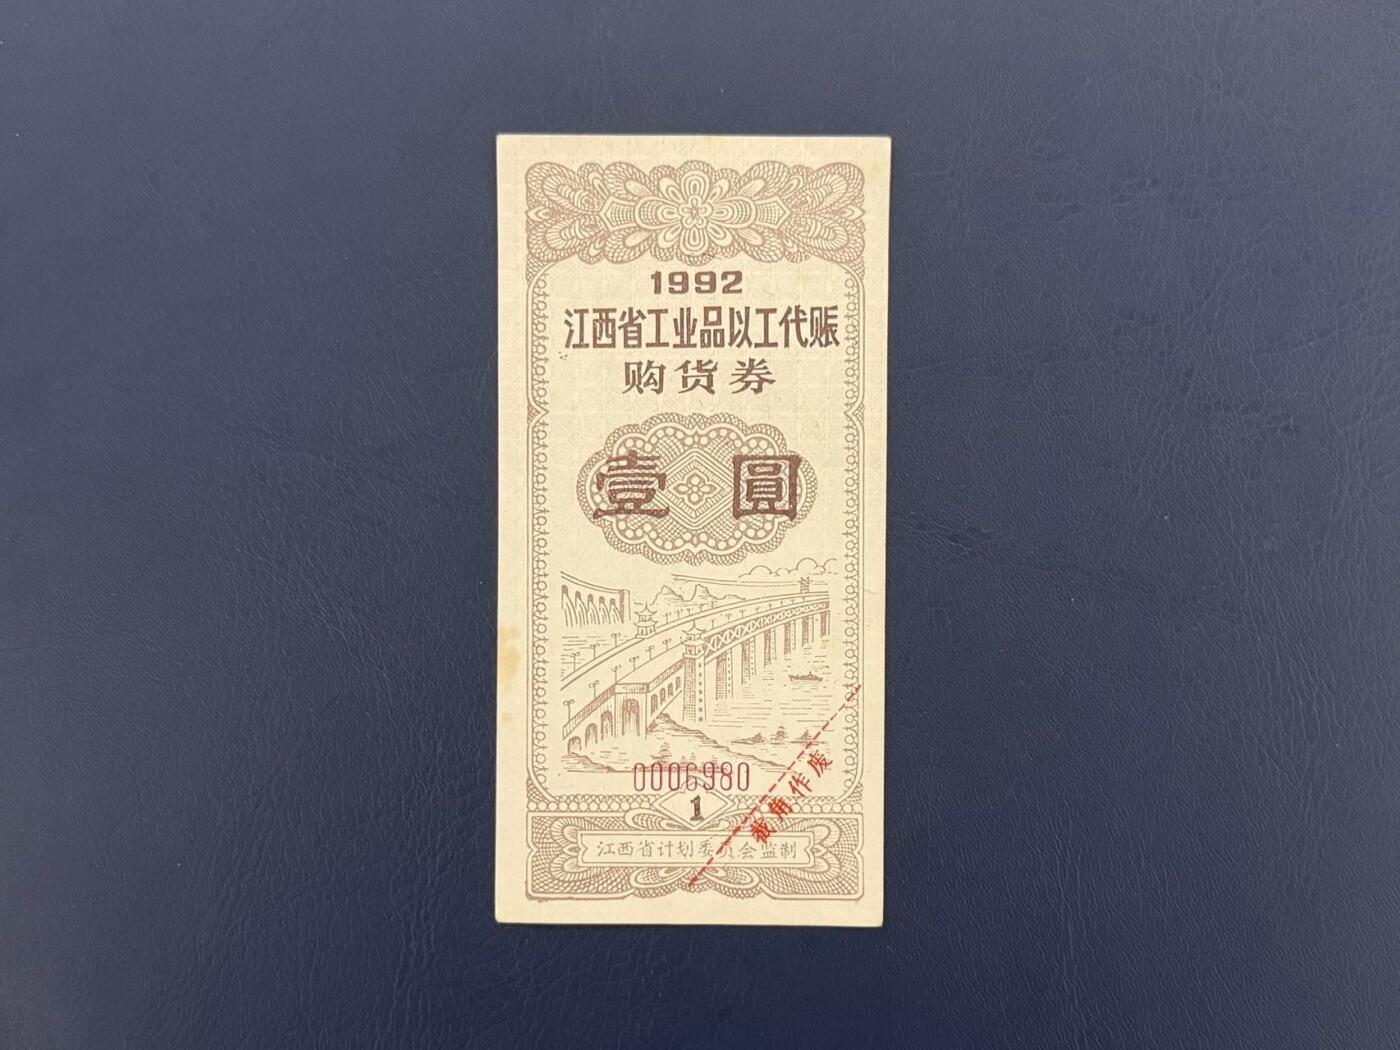 1992
江西省工业品以工代赈
购货券
壹圆
0006980
1
截角作废
江西省计划委员会监制